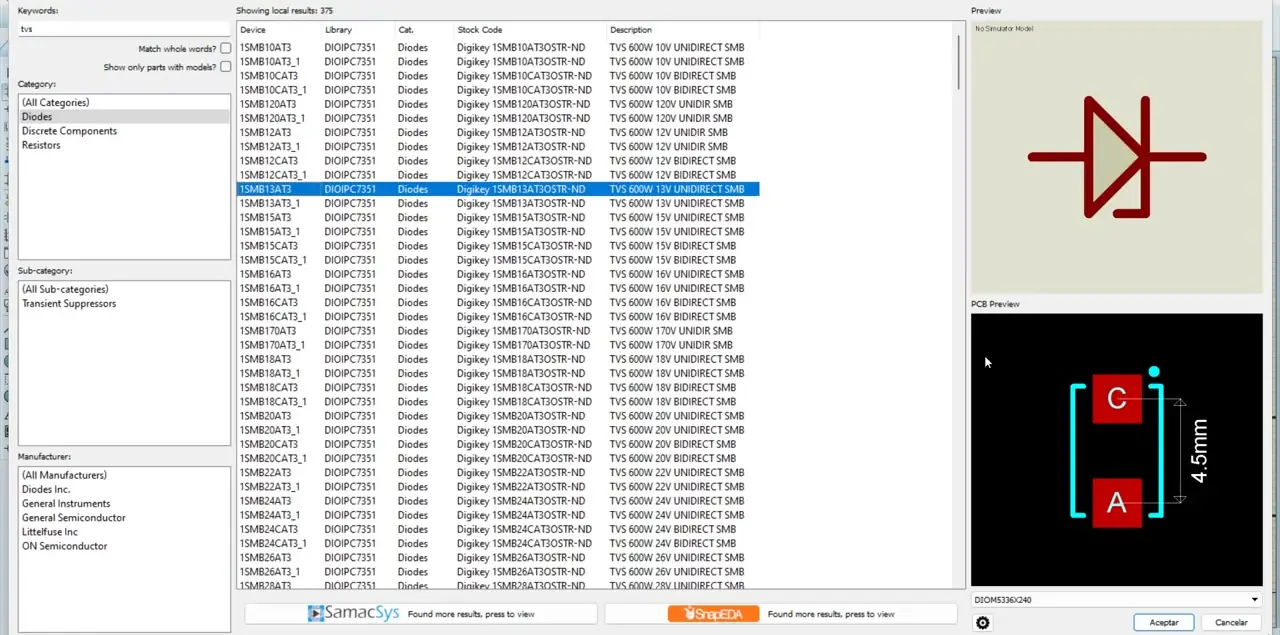 Keywords:
tvs
Match whole words?
Show only parts with models?
Category:
(All Categories)
Diodes
Discrete Components
Resistors
Sub-category:
(All Sub-categories)
Transient Suppressors
Manufacturer:
(All Manufacturers)
Diodes Inc.
General Instruments
General Semiconductor
Littelfuse Inc
ON Semiconductor
Showing local results: 375
Device Library Cat. Stock Code Description
1SMB10AT3 DIOIPC7351 Diodes Digikey 1SMB10AT3OSTR-ND TVS 600W 10V UNIDIRECT SMB
1SMB10AT3_1 DIOIPC7351 Diodes Digikey 1SMB10AT3OSTR-ND TVS 600W 10V UNIDIRECT SMB
1SMB10CAT3 DIOIPC7351 Diodes Digikey 1SMB10CAT3OSTR-ND TVS 600W 10V BIDIRECT SMB
1SMB10CAT3_1 DIOIPC7351 Diodes Digikey 1SMB10CAT3OSTR-ND TVS 600W 10V BIDIRECT SMB
1SMB120AT3 DIOIPC7351 Diodes Digikey 1SMB120AT3OSTR-ND TVS 600W 120V UNIDIR SMB
1SMB120AT3_1 DIOIPC7351 Diodes Digikey 1SMB120AT3OSTR-ND TVS 600W 120V UNIDIR SMB
1SMB12AT3 DIOIPC7351 Diodes Digikey 1SMB12AT3OSTR-ND TVS 600W 12V UNIDIR SMB
1SMB12AT3_1 DIOIPC7351 Diodes Digikey 1SMB12AT3OSTR-ND TVS 600W 12V UNIDIR SMB
1SMB12CAT3 DIOIPC7351 Diodes Digikey 1SMB12CAT3OSTR-ND TVS 600W 12V BIDIRECT SMB
1SMB12CAT3_1 DIOIPC7351 Diodes Digikey 1SMB12CAT3OSTR-ND TVS 600W 12V BIDIRECT SMB
1SMB13AT3 DIOIPC7351 Diodes Digikey 1SMB13AT3OSTR-ND TVS 600W 13V UNIDIRECT SMB
1SMB13AT3_1 DIOIPC7351 Diodes Digikey 1SMB13AT3OSTR-ND TVS 600W 13V UNIDIRECT SMB
1SMB15AT3 DIOIPC7351 Diodes Digikey 1SMB15AT3OSTR-ND TVS 600W 15V UNIDIRECT SMB
1SMB15AT3_1 DIOIPC7351 Diodes Digikey 1SMB15AT3OSTR-ND TVS 600W 15V UNIDIRECT SMB
1SMB15CAT3 DIOIPC7351 Diodes Digikey 1SMB15CAT3OSTR-ND TVS 600W 15V BIDIRECT SMB
1SMB15CAT3_1 DIOIPC7351 Diodes Digikey 1SMB15CAT3OSTR-ND TVS 600W 15V BIDIRECT SMB
1SMB16AT3 DIOIPC7351 Diodes Digikey 1SMB16AT3OSTR-ND TVS 600W 16V UNIDIRECT SMB
1SMB16AT3_1 DIOIPC7351 Diodes Digikey 1SMB16AT3OSTR-ND TVS 600W 16V UNIDIRECT SMB
1SMB16CAT3 DIOIPC7351 Diodes Digikey 1SMB16CAT3OSTR-ND TVS 600W 16V BIDIRECT SMB
1SMB16CAT3_1 DIOIPC7351 Diodes Digikey 1SMB16CAT3OSTR-ND TVS 600W 16V BIDIRECT SMB
1SMB170AT3 DIOIPC7351 Diodes Digikey 1SMB170AT3OSTR-ND TVS 600W 170V UNIDIR SMB
1SMB170AT3_1 DIOIPC7351 Diodes Digikey 1SMB170AT3OSTR-ND TVS 600W 170V UNIDIR SMB
1SMB18AT3 DIOIPC7351 Diodes Digikey 1SMB18AT3OSTR-ND TVS 600W 18V UNIDIRECT SMB
1SMB18AT3_1 DIOIPC7351 Diodes Digikey 1SMB18AT3OSTR-ND TVS 600W 18V UNIDIRECT SMB
1SMB18CAT3 DIOIPC7351 Diodes Digikey 1SMB18CAT3OSTR-ND TVS 600W 18V BIDIRECT SMB
1SMB18CAT3_1 DIOIPC7351 Diodes Digikey 1SMB18CAT3OSTR-ND TVS 600W 18V BIDIRECT SMB
1SMB20AT3 DIOIPC7351 Diodes Digikey 1SMB20AT3OSTR-ND TVS 600W 20V UNIDIRECT SMB
1SMB20AT3_1 DIOIPC7351 Diodes Digikey 1SMB20AT3OSTR-ND TVS 600W 20V UNIDIRECT SMB
1SMB20CAT3 DIOIPC7351 Diodes Digikey 1SMB20CAT3OSTR-ND TVS 600W 20V BIDIRECT SMB
1SMB20CAT3_1 DIOIPC7351 Diodes Digikey 1SMB20CAT3OSTR-ND TVS 600W 20V BIDIRECT SMB
1SMB22AT3 DIOIPC7351 Diodes Digikey 1SMB22AT3OSTR-ND TVS 600W 22V UNIDIRECT SMB
1SMB22AT3_1 DIOIPC7351 Diodes Digikey 1SMB22AT3OSTR-ND TVS 600W 22V UNIDIRECT SMB
1SMB24AT3 DIOIPC7351 Diodes Digikey 1SMB24AT3OSTR-ND TVS 600W 24V UNIDIRECT SMB
1SMB24AT3_1 DIOIPC7351 Diodes Digikey 1SMB24AT3OSTR-ND TVS 600W 24V UNIDIRECT SMB
1SMB24CAT3 DIOIPC7351 Diodes Digikey 1SMB24CAT3OSTR-ND TVS 600W 24V BIDIRECT SMB
1SMB24CAT3_1 DIOIPC7351 Diodes Digikey 1SMB24CAT3OSTR-ND TVS 600W 24V BIDIRECT SMB
1SMB26AT3 DIOIPC7351 Diodes Digikey 1SMB26AT3OSTR-ND TVS 600W 26V UNIDIRECT SMB
1SMB26AT3_1 DIOIPC7351 Diodes Digikey 1SMB26AT3OSTR-ND TVS 600W 26V UNIDIRECT SMB
1SMB28AT3 DIOIPC7351 Diodes Digikey 1SMB28AT3OSTR-ND TVS 600W 28V UNIDIRECT SMB
SamacSys Found more results, press to view
SnapEDA Found more results, press to view
Preview
No Simulator Model
PCB Preview
C
A
4.5mm
DIOM5336X240
Aceptar
Cancelar